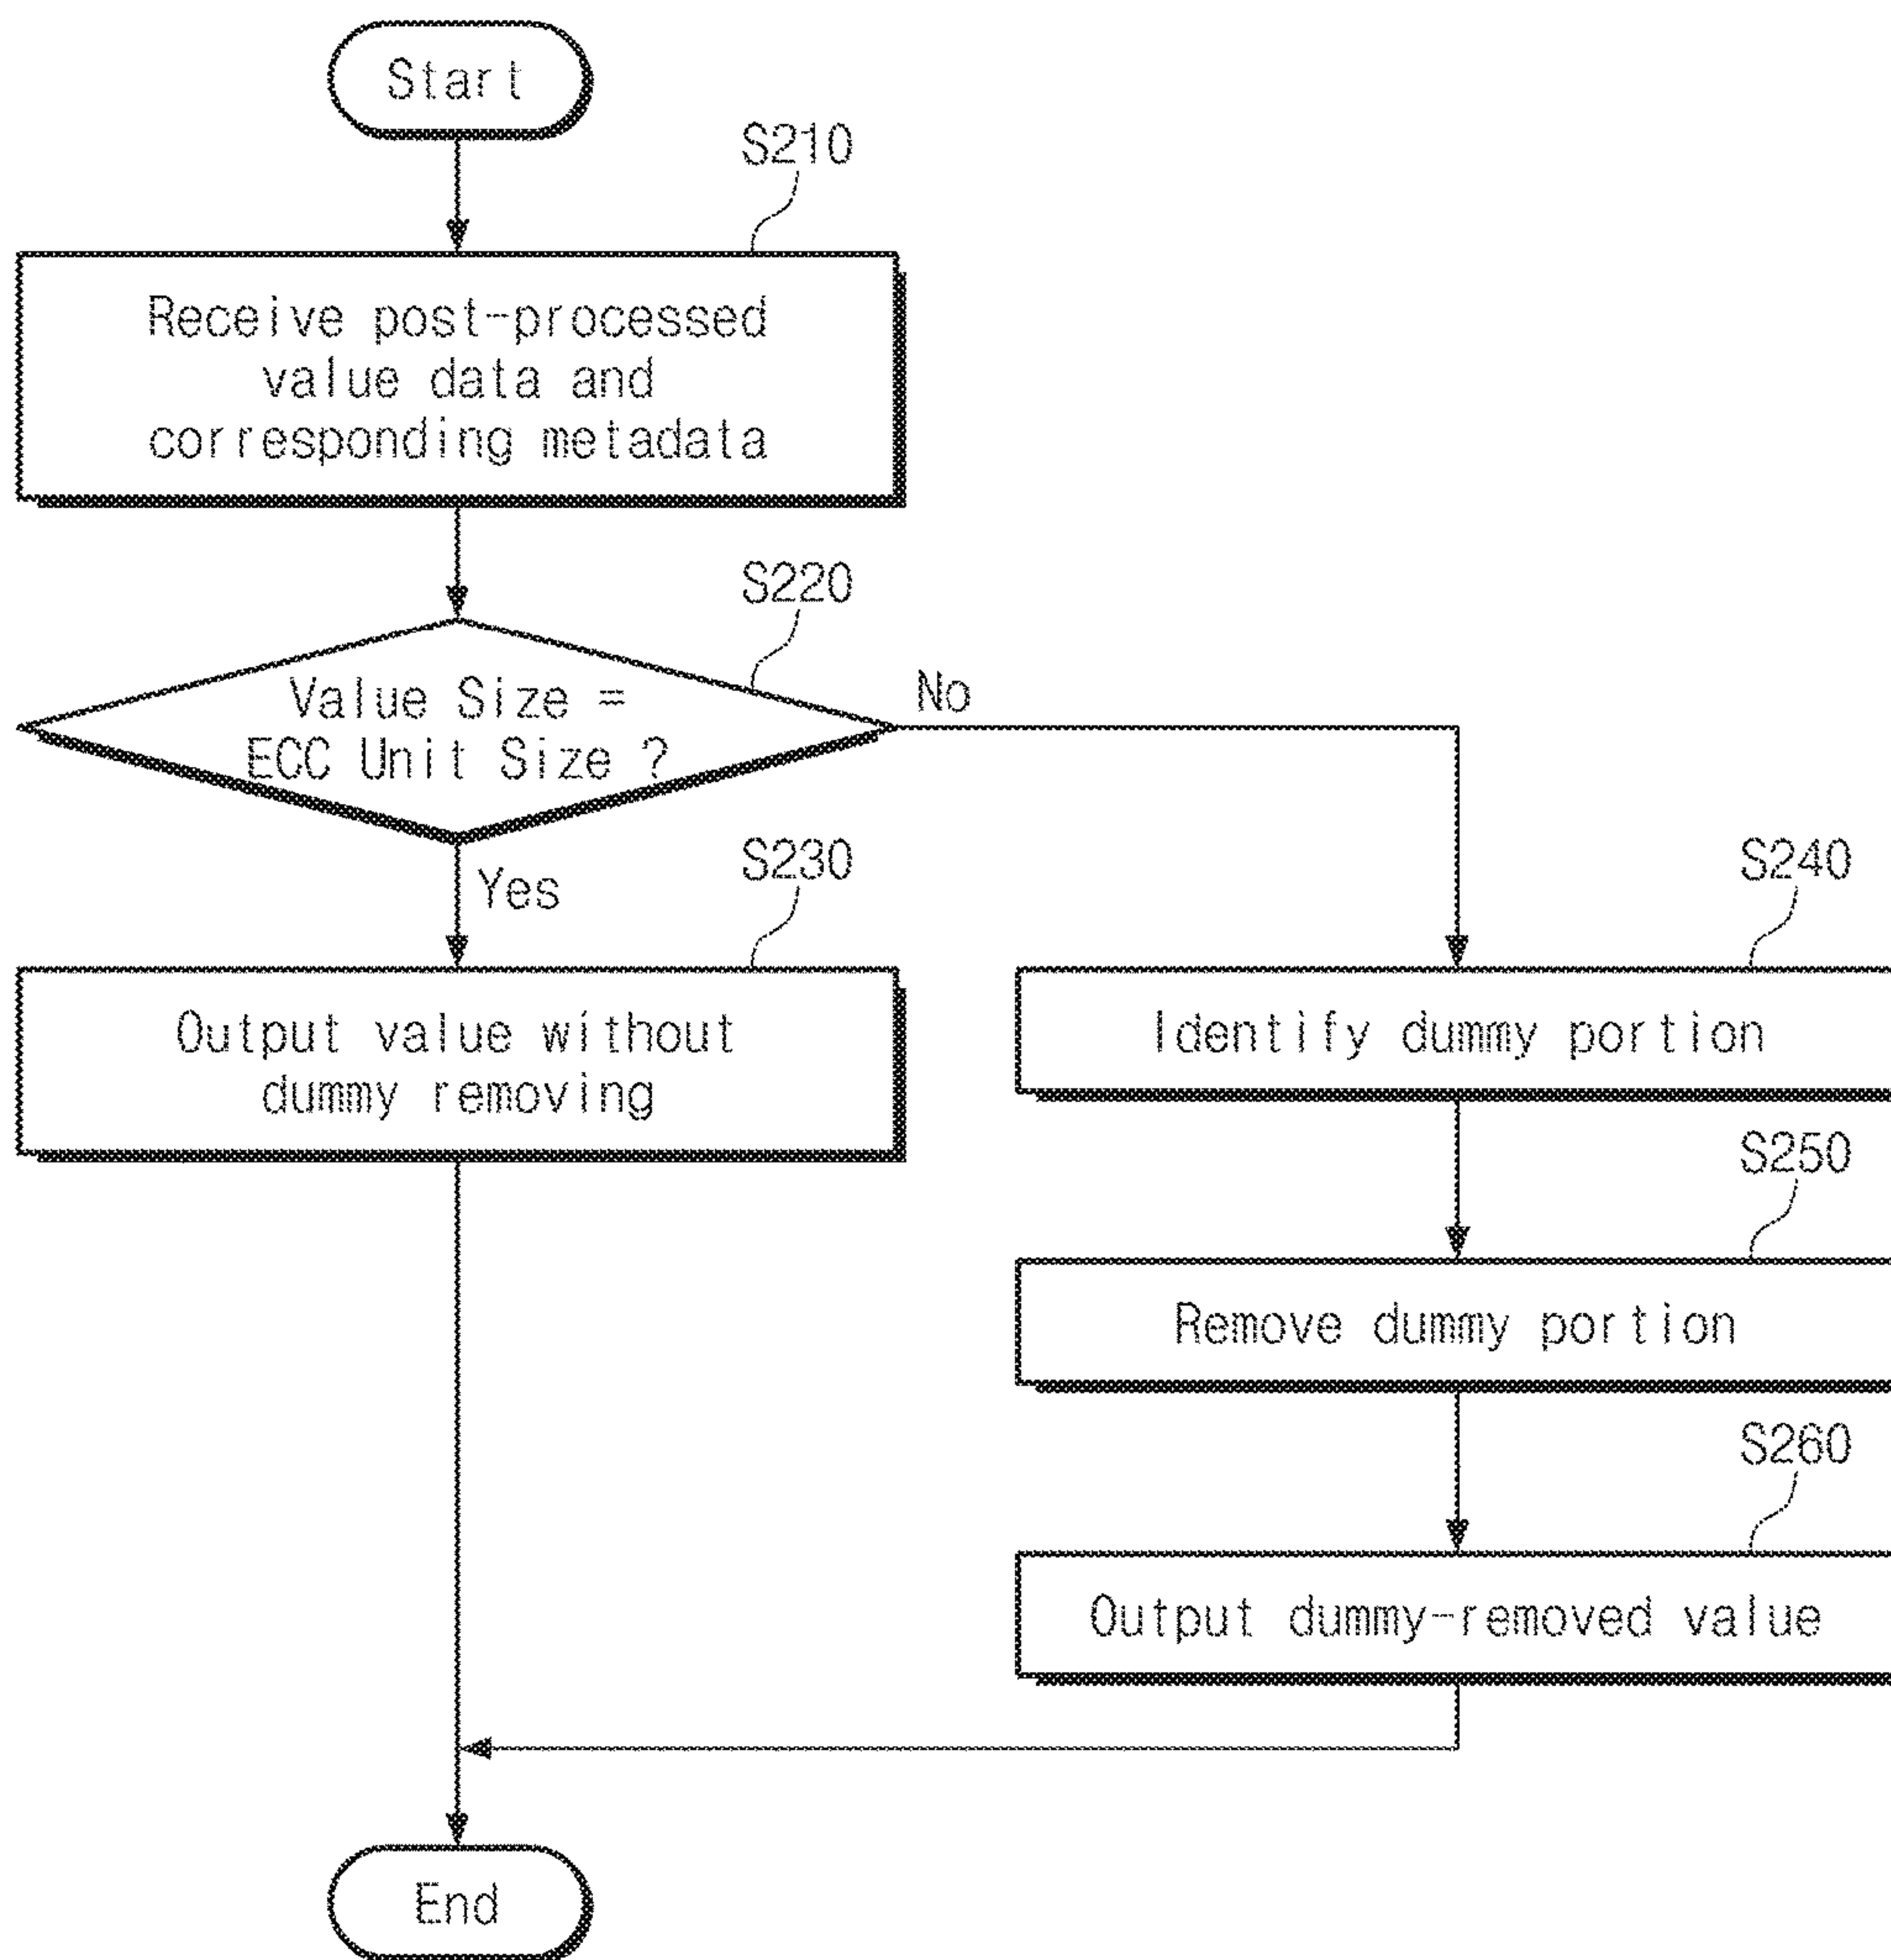 Start
S210
Receive post-processed
value data and
corresponding metadata
S220
Value Size =
ECC Unit Size ?
No
Yes
S230
Output value without
dummy removing
S240
Identify dummy portion
S250
Remove dummy portion
S260
Output dummy-removed value
End